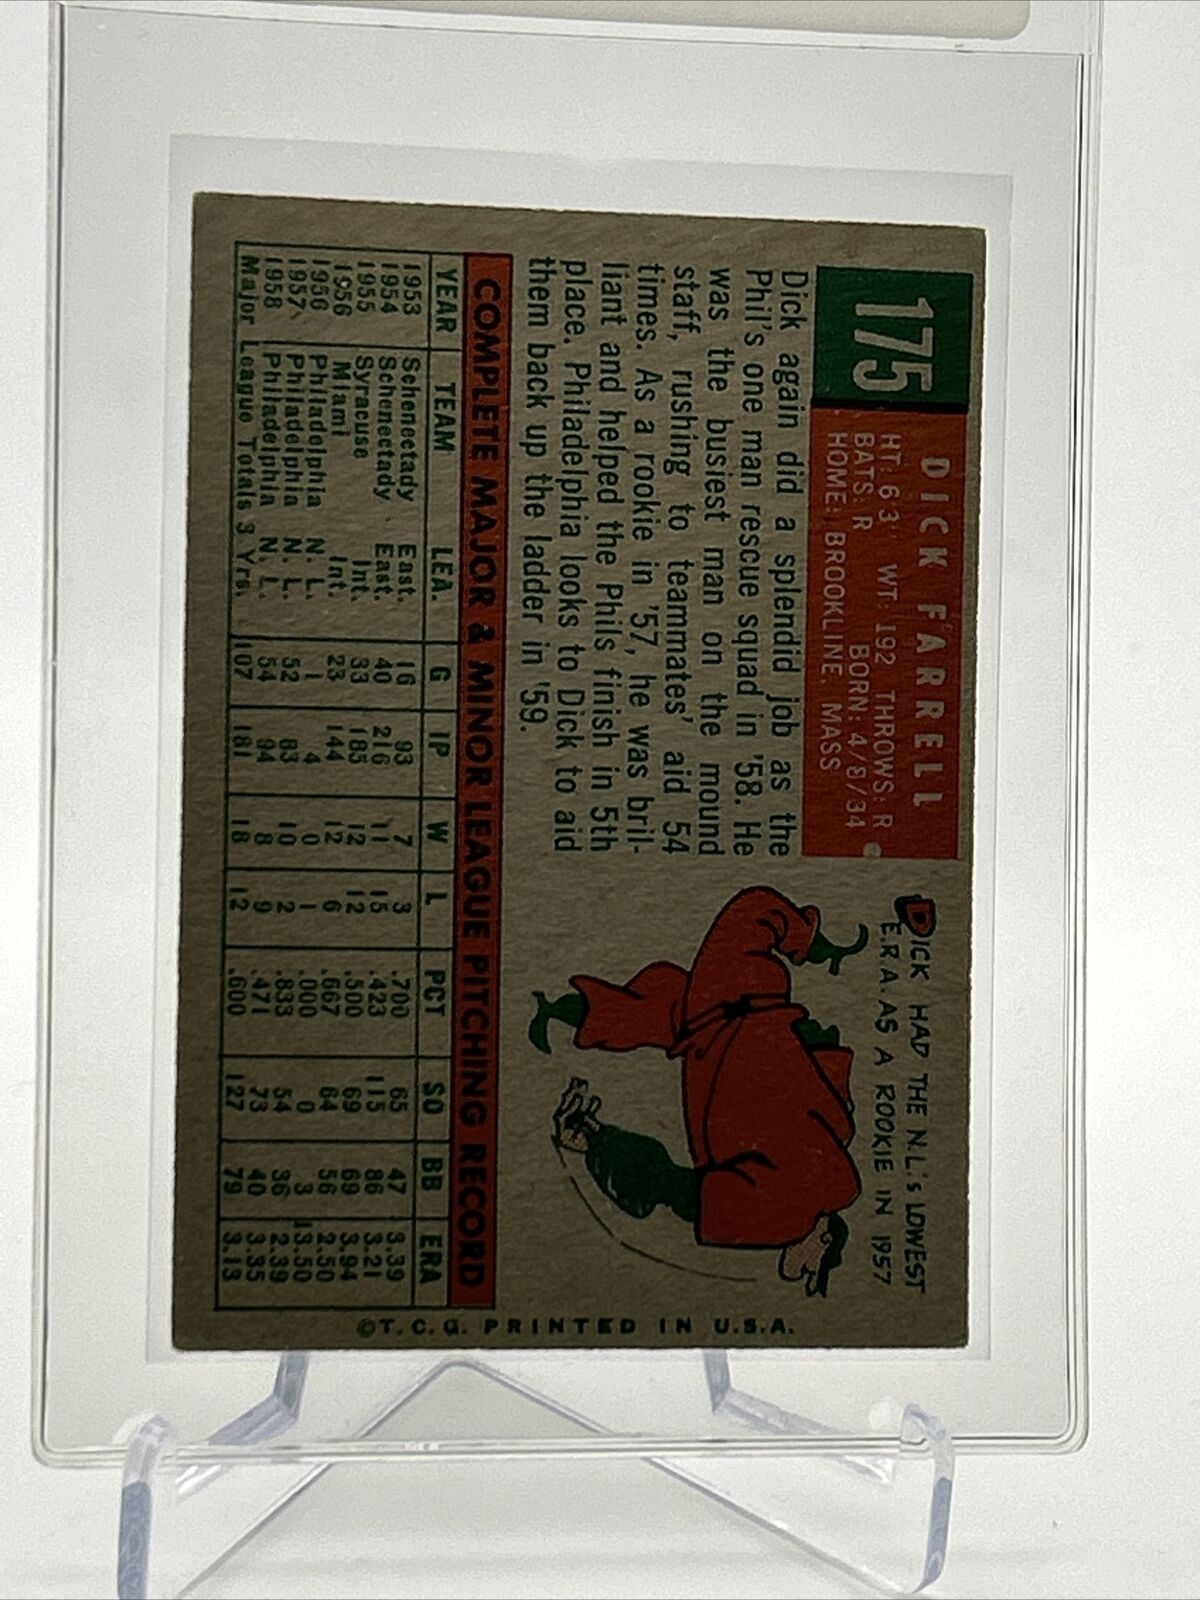 175
DICK FARRELL
HT: 6'3" WT: 192 THROWS: R
BATS: R BORN: 4/8/34
HOME: BROOKLINE, MASS
Dick again did a splendid job as the
Phil's one man rescue squad in '58. He
was the busiest man on the mound
staff, rushing to teammates' aid 54
times. As a rookie in '57, he was bril-
liant and helped the Phils finish in 5th
place. Philadelphia looks to Dick to aid
them back up the ladder in '59.
DICK HAD THE N.L.'s LOWEST
E.R.A. AS A ROOKIE IN 1957
COMPLETE MAJOR & MINOR LEAGUE PITCHING RECORD
YEAR TEAM LEA. G IP W L PCT SO BB ERA
1953 Schenectady East. 16 93 7 3 .700 65 47 3.39
1954 Schenectady East. 40 216 11 15 .423 115 86 3.21
1955 Syracuse Int. 33 185 12 12 .500 69 69 3.94
1956 Miami Int. 23 144 12 6 .667 64 56 2.50
1956 Philadelphia N. L. 1 4 0 1 .000 0 3 13.50
1957 Philadelphia N. L. 52 83 10 2 .833 54 36 2.39
1958 Philadelphia N. L. 54 94 8 9 .471 73 40 3.35
Major League Totals 3 Yrs. 107 181 18 12 .600 127 79 3.13
©T. C. G. PRINTED IN U.S.A.